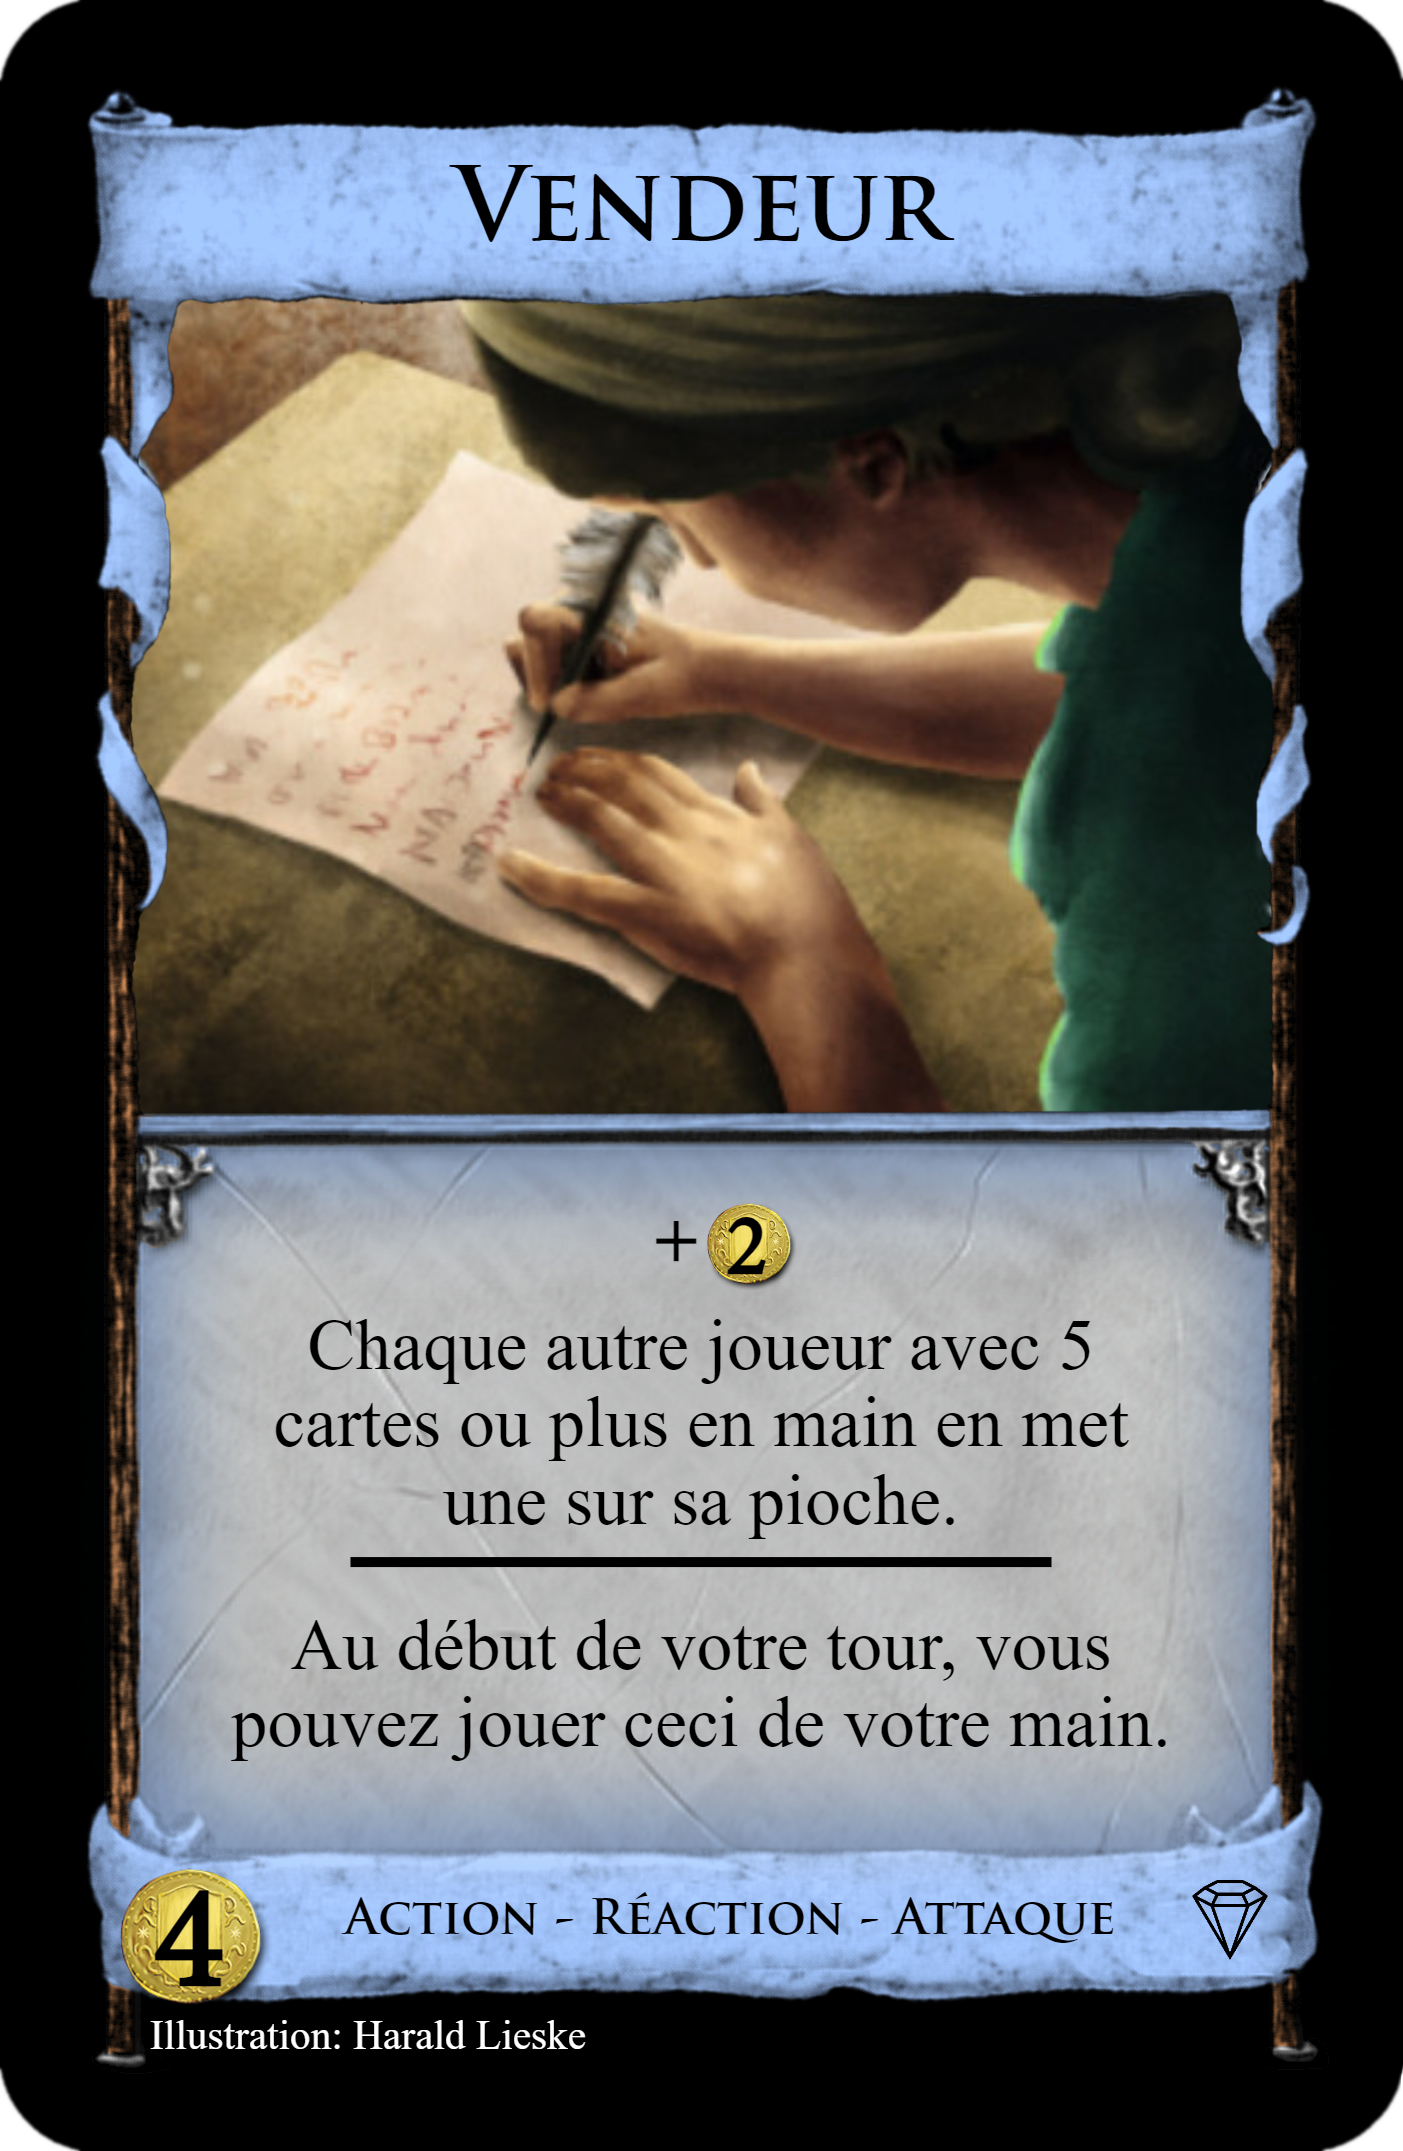 Vendeur
+2
Chaque autre joueur avec 5
cartes ou plus en main en met
une sur sa pioche.
Au début de votre tour, vous
pouvez jouer ceci de votre main.
4 Action - Réaction - Attaque
Illustration: Harald Lieske